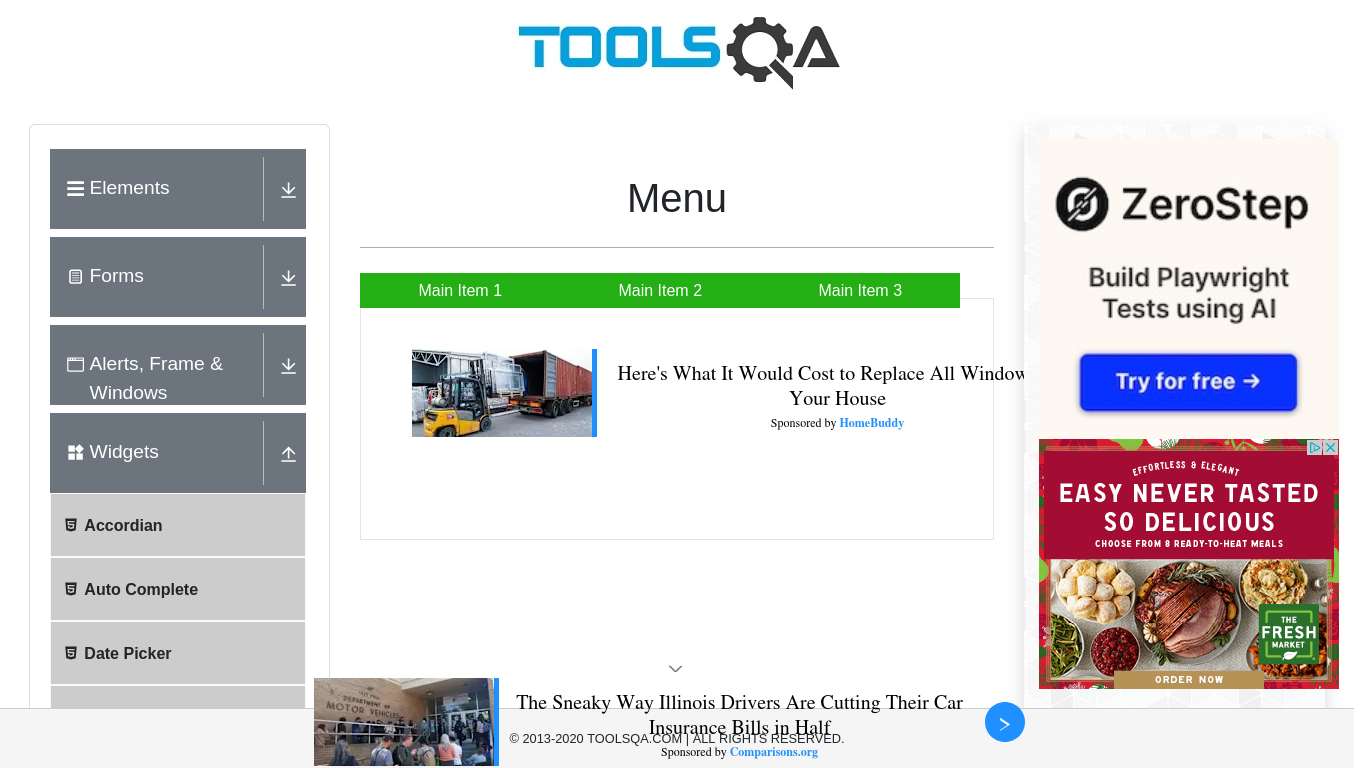 TOOLSQA
Elements
Forms
Alerts, Frame &
Windows
Widgets
Accordian
Auto Complete
Date Picker
Menu
Main Item 1
Main Item 2
Main Item 3
Here's What It Would Cost to Replace All Window
Your House
Sponsored by HomeBuddy
ZeroStep
Build Playwright
Tests using AI
Try for free →
EFFORTLESS & ELEGANT
EASY NEVER TASTED
SO DELICIOUS
CHOOSE FROM 8 READY-TO-HEAT MEALS
THE
FRESH
MARKET
ORDER NOW
DEPARTMENT OF
MOTOR VEHICLES
The Sneaky Way Illinois Drivers Are Cutting Their Car
Insurance Bills in Half
Sponsored by Comparisons.org
© 2013-2020 TOOLSQA.COM | ALL RIGHTS RESERVED.